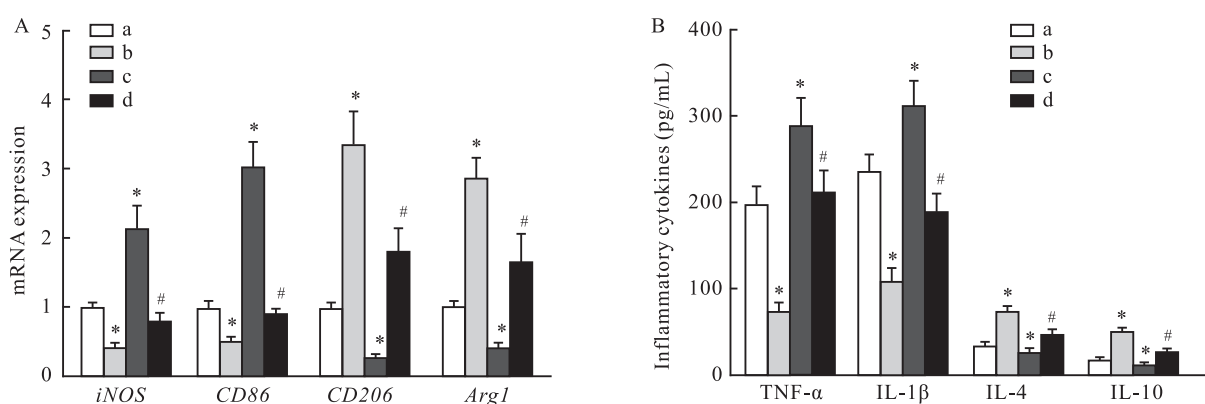 A
a
b
c
d
mRNA expression
5
4
3
2
1
0
*
*
*
*
*
*
*
*
#
#
#
#
iNOS CD86 CD206 Arg1
B
a
b
c
d
Inflammatory cytokines (pg/mL)
400
300
200
100
0
*
*
*
*
*
*
*
#
#
#
#
TNF-α IL-1β IL-4 IL-10